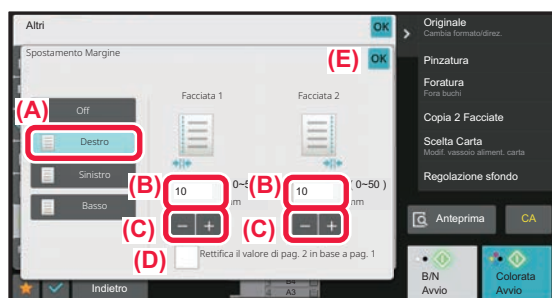 Altri
OK
Spostamento Margine
(E)
OK
(A)
Off
Destro
Sinistro
Basso
Facciata 1
Facciata 2
(B)
10
mm
(B)
10
(0~50 )
mm
(C)
− +
(C)
− +
(D)
Rettifica il valore di pag. 2 in base a pag. 1
Indietro
A3
Originale
Cambia formato/direz.
Pinzatura
Foratura
Fora buchi
Copia 2 Facciate
Scelta Carta
Modif. vassoio aliment. carta
Regolazione sfondo
Anteprima
CA
B/N
Avvio
Colorata
Avvio